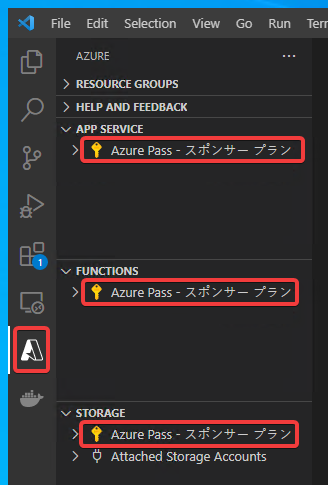 File Edit Selection View Go Run Ter
AZURE
RESOURCE GROUPS
HELP AND FEEDBACK
APP SERVICE
Azure Pass - スポンサー プラン
FUNCTIONS
Azure Pass - スポンサー プラン
1
STORAGE
Azure Pass - スポンサー プラン
Attached Storage Accounts